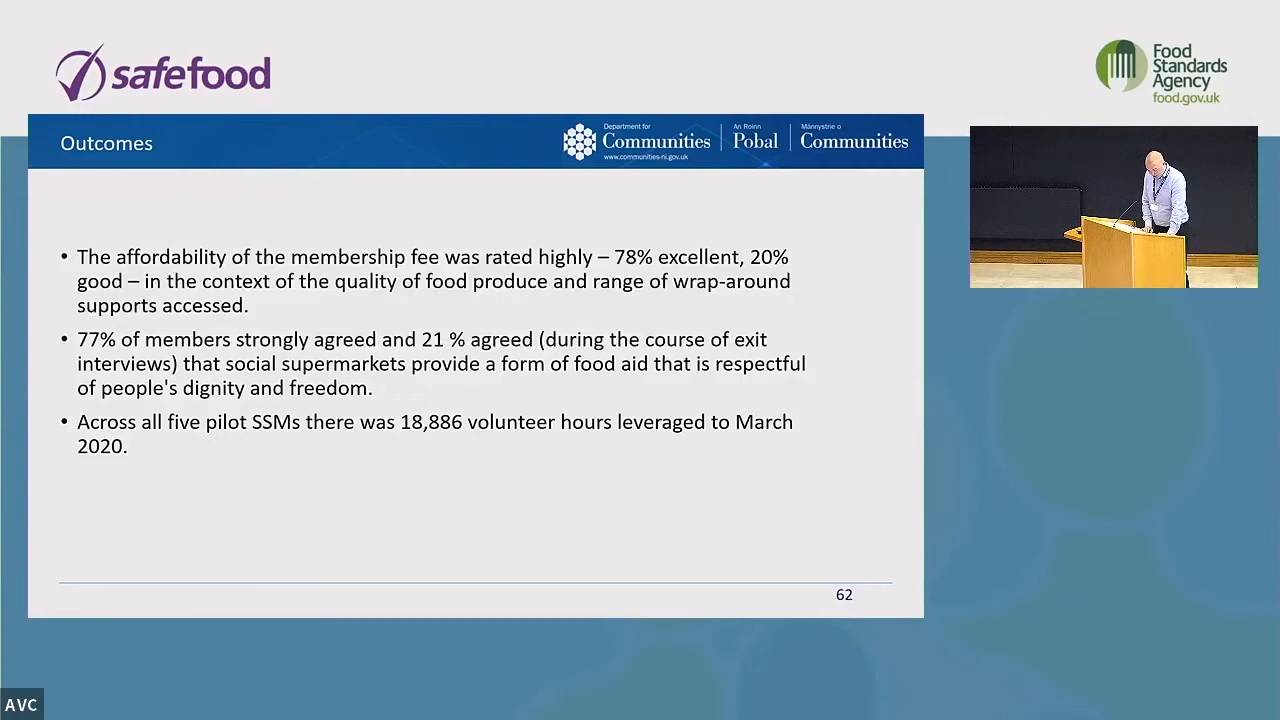 safefood
Food
Standards
Agency
food.gov.uk
Outcomes
Department for
Communities
www.communities-ni.gov.uk
An Roinn
Pobal
Männystrie o
Communities
• The affordability of the membership fee was rated highly – 78% excellent, 20%
good – in the context of the quality of food produce and range of wrap-around
supports accessed.
• 77% of members strongly agreed and 21 % agreed (during the course of exit
interviews) that social supermarkets provide a form of food aid that is respectful
of people's dignity and freedom.
• Across all five pilot SSMs there was 18,886 volunteer hours leveraged to March
2020.
62
AVC